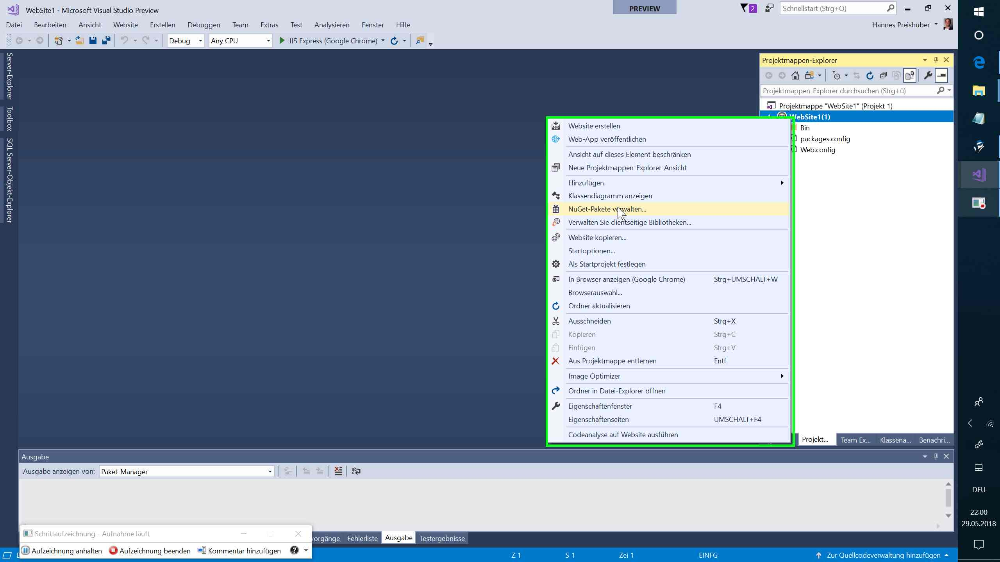 WebSite1 - Microsoft Visual Studio Preview
PREVIEW
2
Schnellstart (Strg+Q)
Datei Bearbeiten Ansicht Website Erstellen Debuggen Team Extras Test Analysieren Fenster Hilfe
Hannes Preishuber
Debug
Any CPU
IIS Express (Google Chrome)
Server-Explorer
Toolbox
SQL Server-Objekt-Explorer
Projektmappen-Explorer
Projektmappen-Explorer durchsuchen (Strg+ü)
Projektmappe "WebSite1" (Projekt 1)
WebSite1(1)
Bin
packages.config
Web.config
Website erstellen
Web-App veröffentlichen
Ansicht auf dieses Element beschränken
Neue Projektmappen-Explorer-Ansicht
Hinzufügen
Klassendiagramm anzeigen
NuGet-Pakete verwalten...
Verwalten Sie clientseitige Bibliotheken...
Website kopieren...
Startoptionen...
Als Startprojekt festlegen
In Browser anzeigen (Google Chrome) Strg+UMSCHALT+W
Browserauswahl...
Ordner aktualisieren
Ausschneiden Strg+X
Kopieren Strg+C
Einfügen Strg+V
Aus Projektmappe entfernen Entf
Image Optimizer
Ordner in Datei-Explorer öffnen
Eigenschaftenfenster F4
Eigenschaftenseiten UMSCHALT+F4
Codeanalyse auf Website ausführen
Projekt... Team Ex... Klassena... Benachri...
Ausgabe
Ausgabe anzeigen von: Paket-Manager
Schrittaufzeichnung - Aufnahme läuft
Aufzeichnung anhalten Aufzeichnung beenden Kommentar hinzufügen
vorgänge Fehlerliste Ausgabe Testergebnisse
Z 1 S 1 Zei 1 EINFG Zur Quellcodeverwaltung hinzufügen
DEU
22:00
29.05.2018